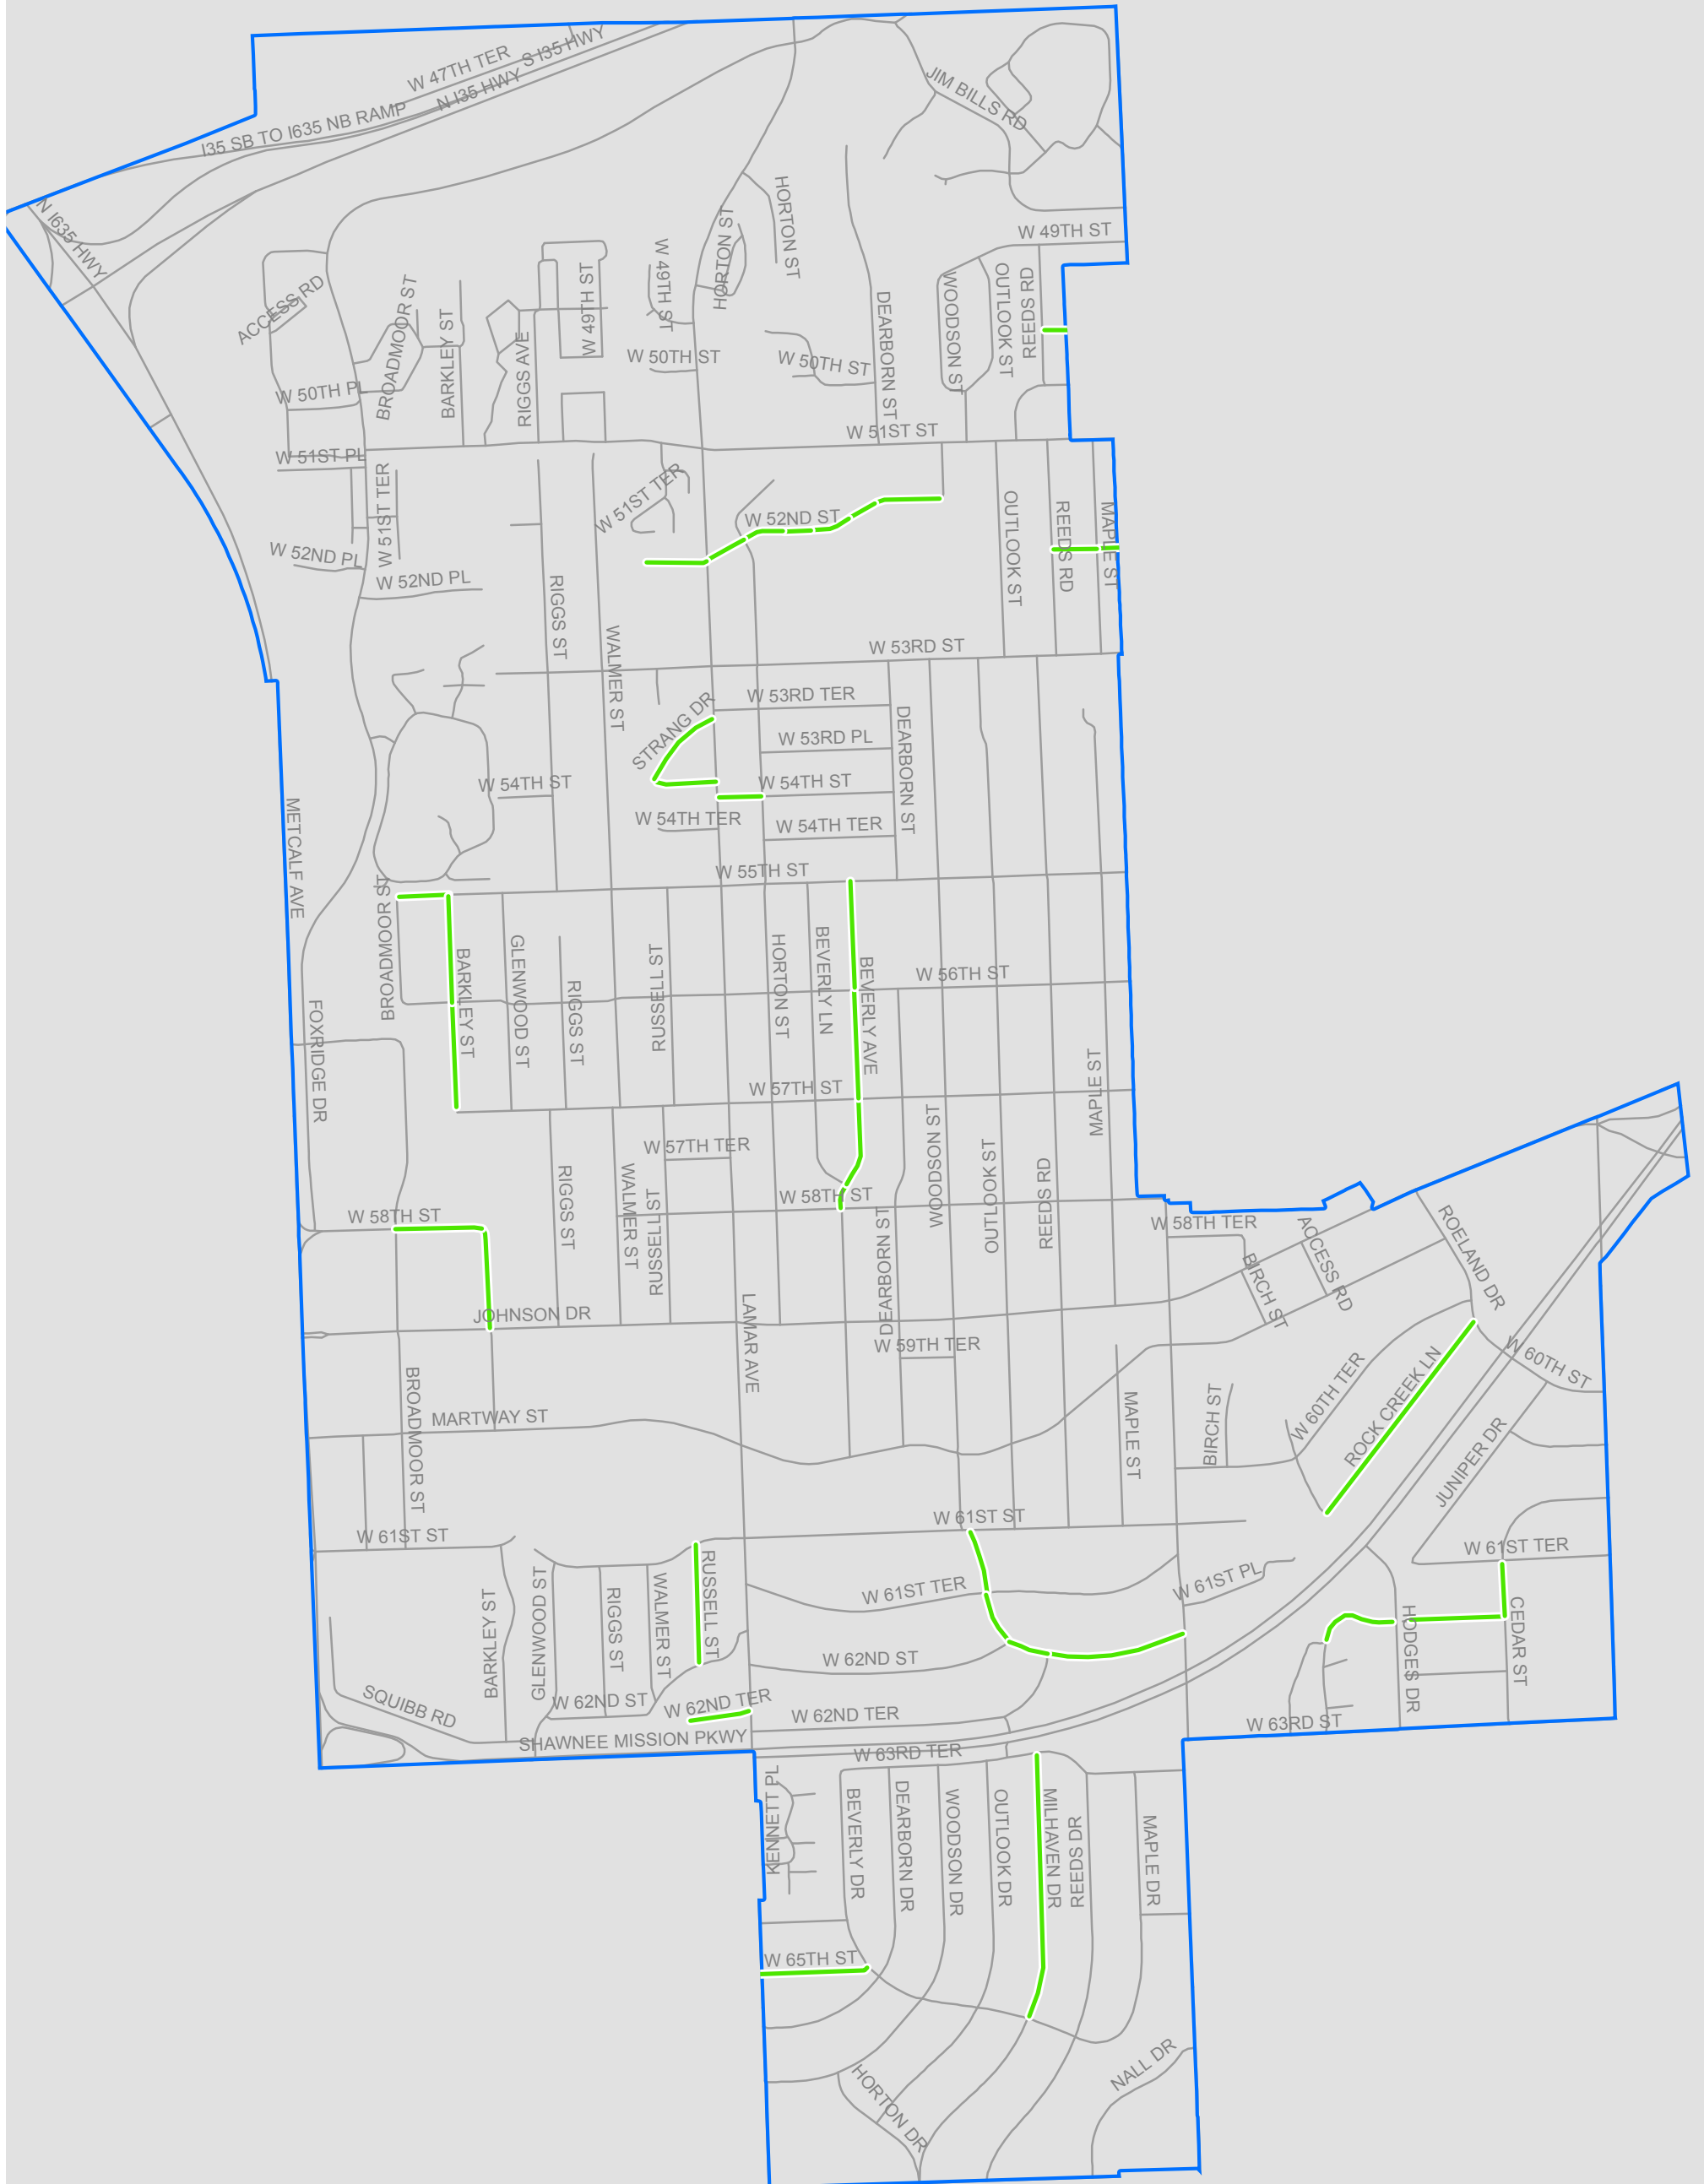 W 47TH TER
S I35 HWY
N I35 HWY
I35 SB TO I635 NB RAMP
JIM BILLS RD
N I635 HWY
HORTON ST
HORTON ST
W 49TH ST
W 49TH ST
W 49TH ST
ACCESS RD
BROADMOOR ST
BARKLEY ST
RIGGS AVE
DEARBORN ST
WOODSON ST
OUTLOOK ST
REEDS RD
W 50TH ST
W 50TH ST
W 50TH PL
W 51ST ST
W 51ST PL
W 51ST TER
W 51ST TER
W 52ND ST
OUTLOOK ST
REEDS RD
MAPLE ST
W 52ND PL
W 52ND PL
RIGGS ST
WALMER ST
W 53RD ST
STRANG DR
W 53RD TER
DEARBORN ST
W 53RD PL
W 54TH ST
W 54TH ST
METCALF AVE
W 54TH TER
W 54TH TER
W 55TH ST
BROADMOOR ST
BARKLEY ST
GLENWOOD ST
RIGGS ST
RUSSELL ST
HORTON ST
BEVERLY LN
BEVERLY AVE
W 56TH ST
FOXRIDGE DR
MAPLE ST
W 57TH ST
W 57TH TER
WOODSON ST
OUTLOOK ST
REEDS RD
RIGGS ST
WALMER ST
RUSSELL ST
W 58TH ST
W 58TH ST
DEARBORN ST
W 58TH TER
ACCESS RD
ROELAND DR
BIRCH ST
JOHNSON DR
LAMAR AVE
W 59TH TER
W 60TH ST
BROADMOOR ST
MARTWAY ST
MAPLE ST
BIRCH ST
W 60TH TER
ROCK CREEK LN
JUNIPER DR
W 61ST ST
W 61ST ST
W 61ST TER
RUSSELL ST
W 61ST TER
W 61ST PL
BARKLEY ST
GLENWOOD ST
RIGGS ST
WALMER ST
HODGES DR
CEDAR ST
W 62ND ST
SQUIBB RD
W 62ND ST
W 62ND TER
W 62ND TER
W 63RD ST
SHAWNEE MISSION PKWY
W 63RD TER
KENNETT PL
BEVERLY DR
DEARBORN DR
WOODSON DR
OUTLOOK DR
MILHAVEN DR
REEDS DR
MAPLE DR
W 65TH ST
HORTON DR
NALL DR